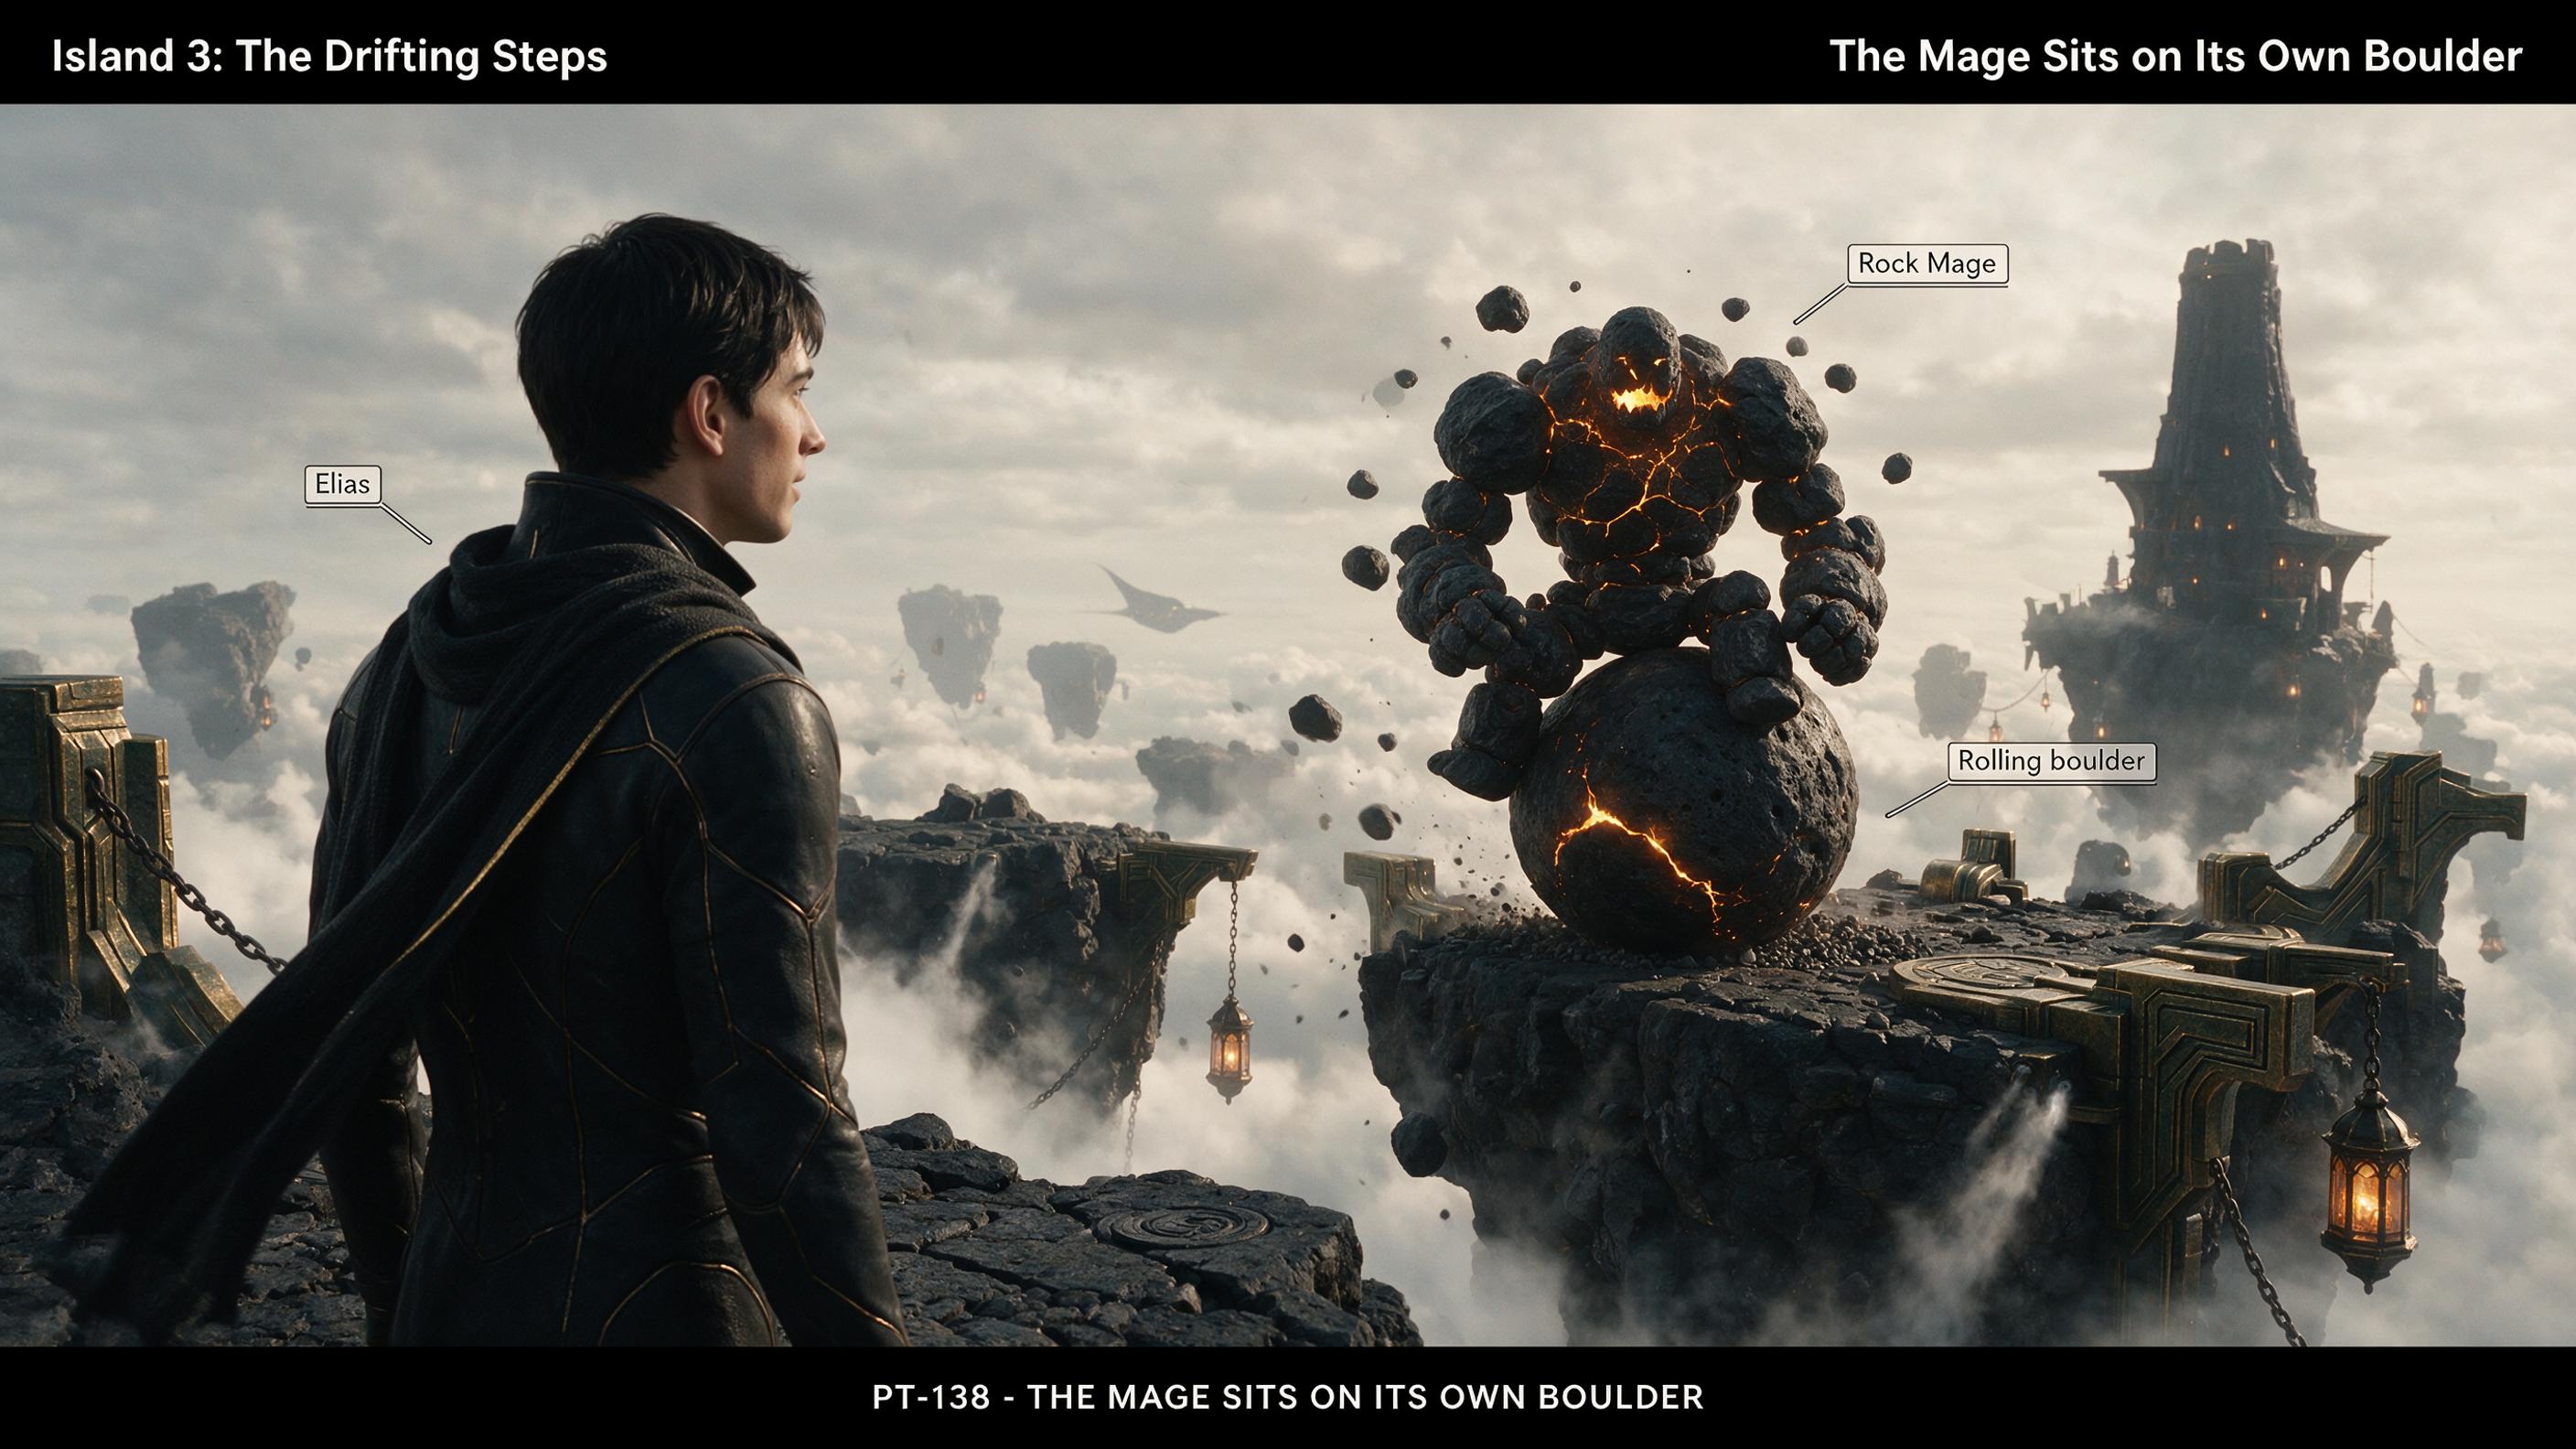 Island 3: The Drifting Steps
The Mage Sits on Its Own Boulder
Rock Mage
Elias
Rolling boulder
PT-138 - THE MAGE SITS ON ITS OWN BOULDER